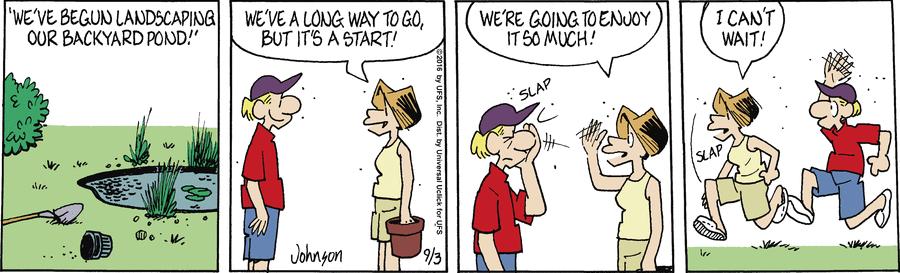 "WE'VE BEGUN LANDSCAPING
OUR BACKYARD POND!"
WE'VE A LONG WAY TO GO,
BUT IT'S A START!
©2016 by UFS, Inc. Dist. by Universal Uclick for UFS
Johnson
9/3
WE'RE GOING TO ENJOY
IT SO MUCH!
SLAP
I CAN'T
WAIT!
SLAP